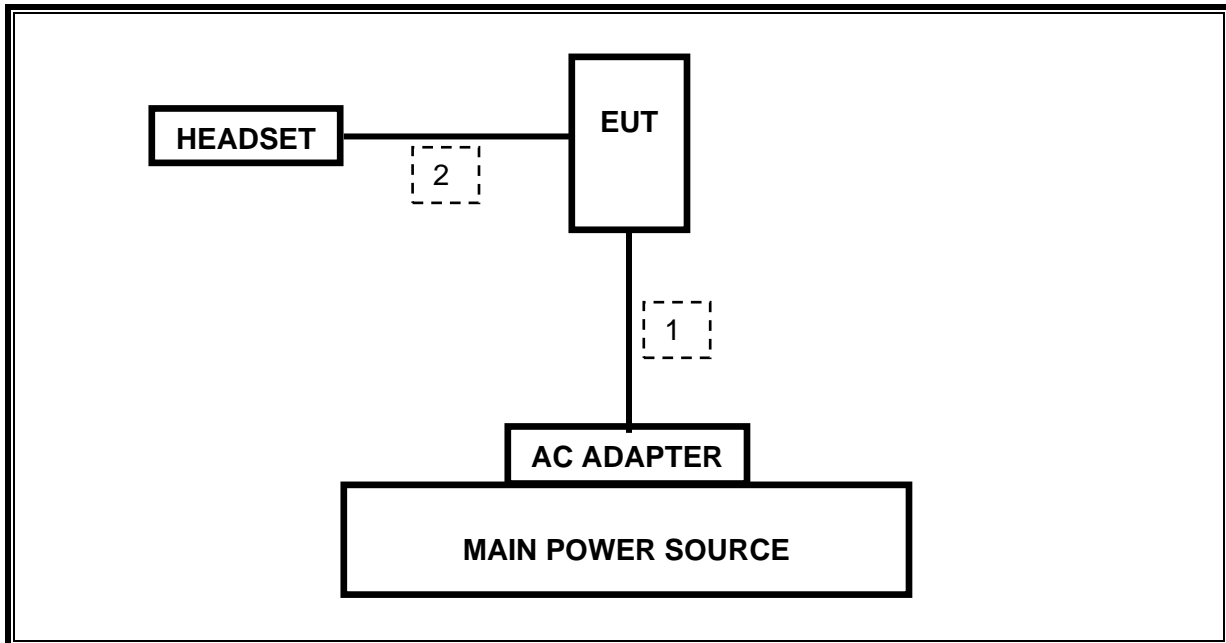 EUT
HEADSET
2
1
AC ADAPTER
MAIN POWER SOURCE